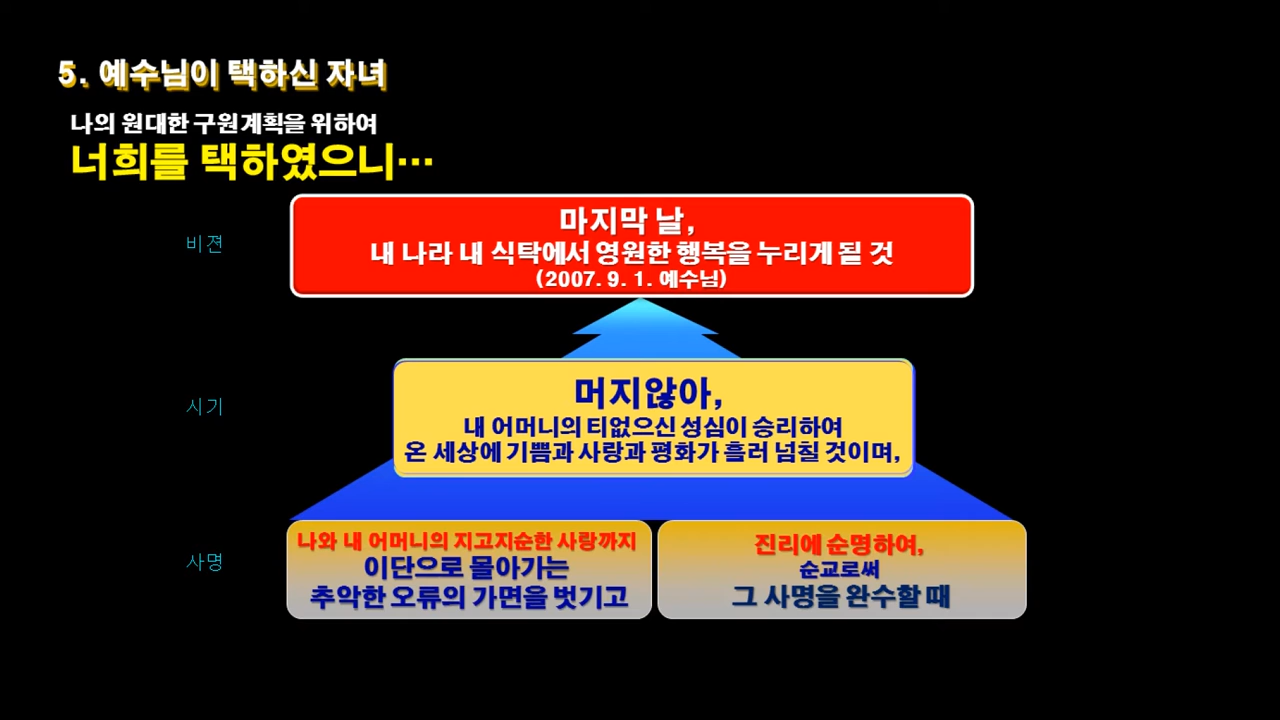 5. 예수님이 택하신 자녀
나의 원대한 구원계획을 위하여
너희를 택하였으니…
비젼
마지막 날,
내 나라 내 식탁에서 영원한 행복을 누리게 될 것
(2007. 9. 1. 예수님)
시기
머지않아,
내 어머니의 티없으신 성심이 승리하여
온 세상에 기쁨과 사랑과 평화가 흘러 넘칠 것이며,
사명
나와 내 어머니의 지고지순한 사랑까지
이단으로 몰아가는
추악한 오류의 가면을 벗기고
진리에 순명하여,
순교로써
그 사명을 완수할 때